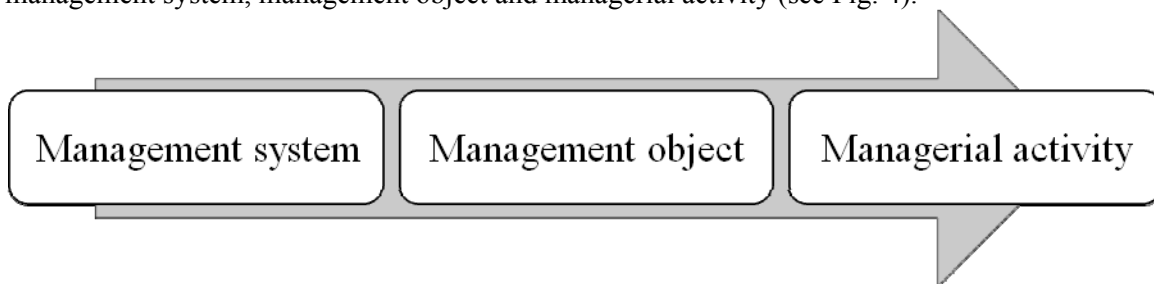 management system, management object and managerial activity (see Fig. 4).
Management system Management object Managerial activity